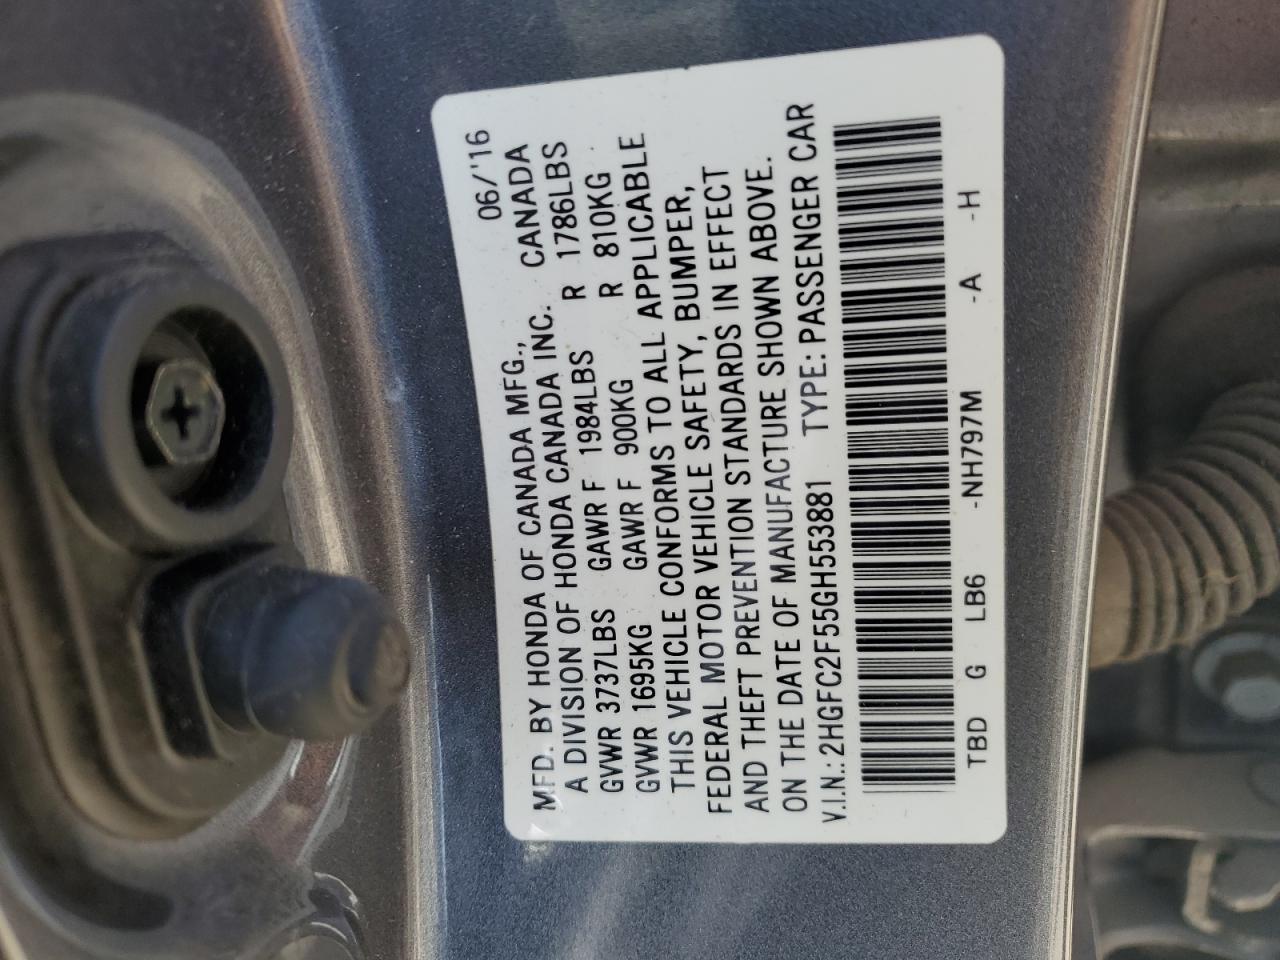 MFD. BY HONDA OF CANADA MFG., 06/'16
A DIVISION OF HONDA CANADA INC. CANADA
GVWR 3737LBS GAWR F 1984LBS R 1786LBS
GVWR 1695KG GAWR F 900KG R 810KG
THIS VEHICLE CONFORMS TO ALL APPLICABLE
FEDERAL MOTOR VEHICLE SAFETY, BUMPER,
AND THEFT PREVENTION STANDARDS IN EFFECT
ON THE DATE OF MANUFACTURE SHOWN ABOVE.
V.I.N.: 2HGFC2F55GH553881 TYPE: PASSENGER CAR
TBD G LB6 -NH797M -A -H